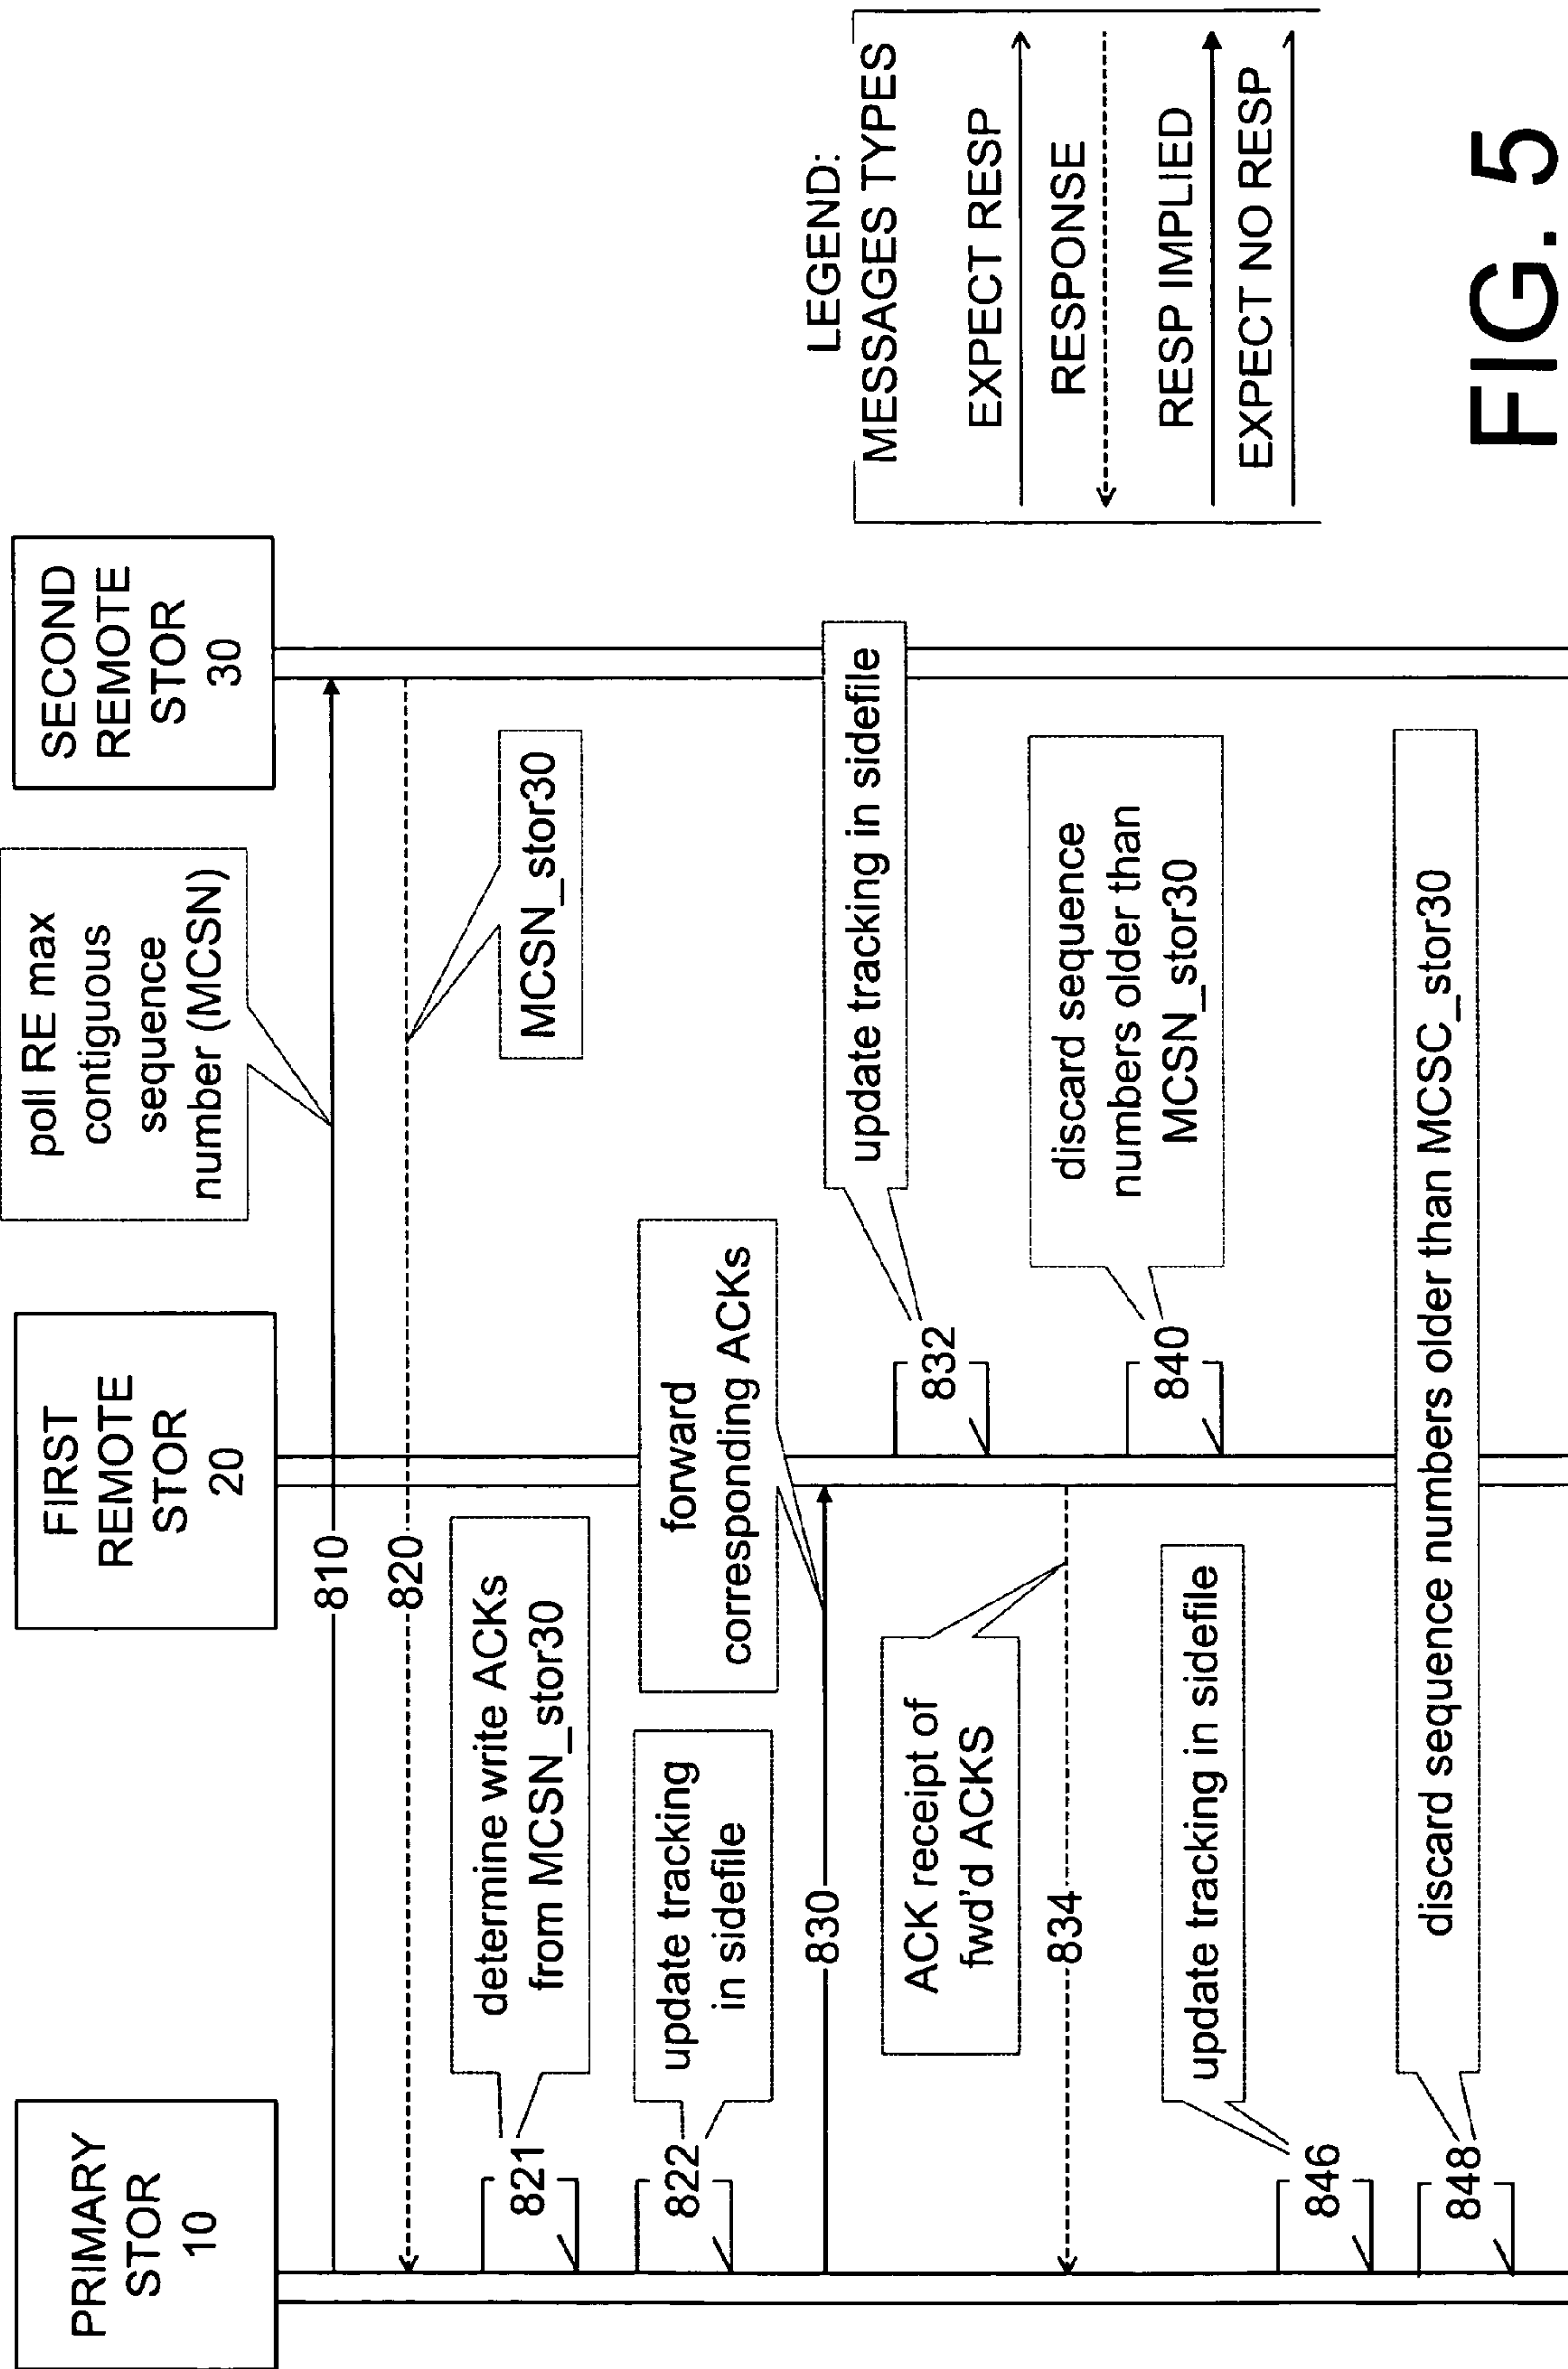 PRIMARY
STOR
10
FIRST
REMOTE
STOR
20
SECOND
REMOTE
STOR
30
poll RE max
contiguous
sequence
number (MCSN)
810
820
MCSN_stor30
821
determine write ACKs
from MCSN_stor30
822
update tracking
in sidefile
forward
corresponding ACKs
830
832
update tracking in sidefile
ACK receipt of
fwd'd ACKS
834
840
discard sequence
numbers older than
MCSN_stor30
846
update tracking in sidefile
848
discard sequence numbers older than MCSC_stor30
LEGEND:
MESSAGES TYPES
EXPECT RESP
RESPONSE
RESP IMPLIED
EXPECT NO RESP
FIG. 5